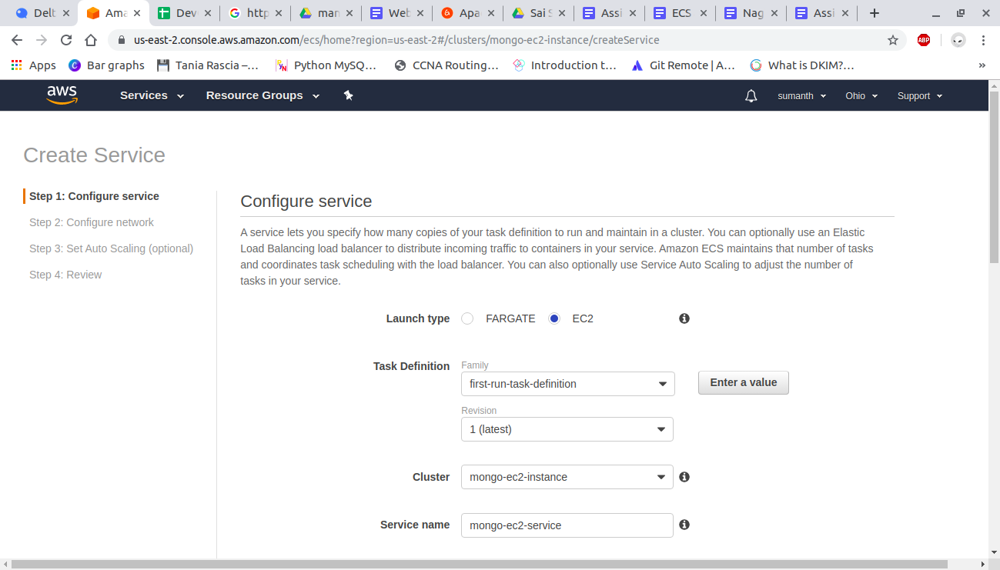 Delt
Ama
Dev
http
man
Web
Apa
Sai S
Assi
ECS
Nag
Assi
us-east-2.console.aws.amazon.com/ecs/home?region=us-east-2#/clusters/mongo-ec2-instance/createService
ABP
Apps
Bar graphs
Tania Rascia –...
Python MySQ...
CCNA Routing...
Introduction t...
Git Remote | A...
What is DKIM?...
»
aws
Services
Resource Groups
sumanth
Ohio
Support
Create Service
Step 1: Configure service
Step 2: Configure network
Step 3: Set Auto Scaling (optional)
Step 4: Review
Configure service
A service lets you specify how many copies of your task definition to run and maintain in a cluster. You can optionally use an Elastic
Load Balancing load balancer to distribute incoming traffic to containers in your service. Amazon ECS maintains that number of tasks
and coordinates task scheduling with the load balancer. You can also optionally use Service Auto Scaling to adjust the number of
tasks in your service.
Launch type
FARGATE
EC2
Task Definition
Family
first-run-task-definition
Enter a value
Revision
1 (latest)
Cluster
mongo-ec2-instance
Service name
mongo-ec2-service